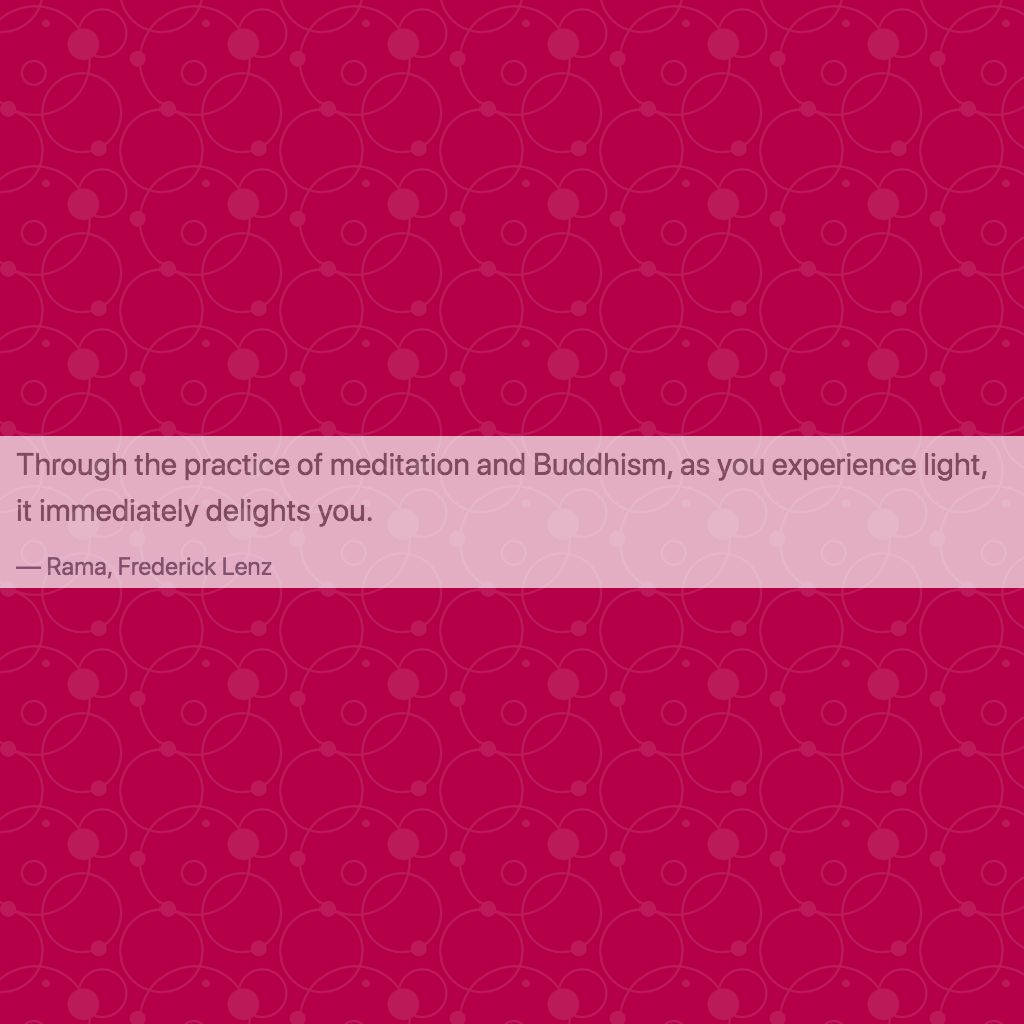 Through the practice of meditation and Buddhism, as you experience light,
it immediately delights you.
— Rama, Frederick Lenz